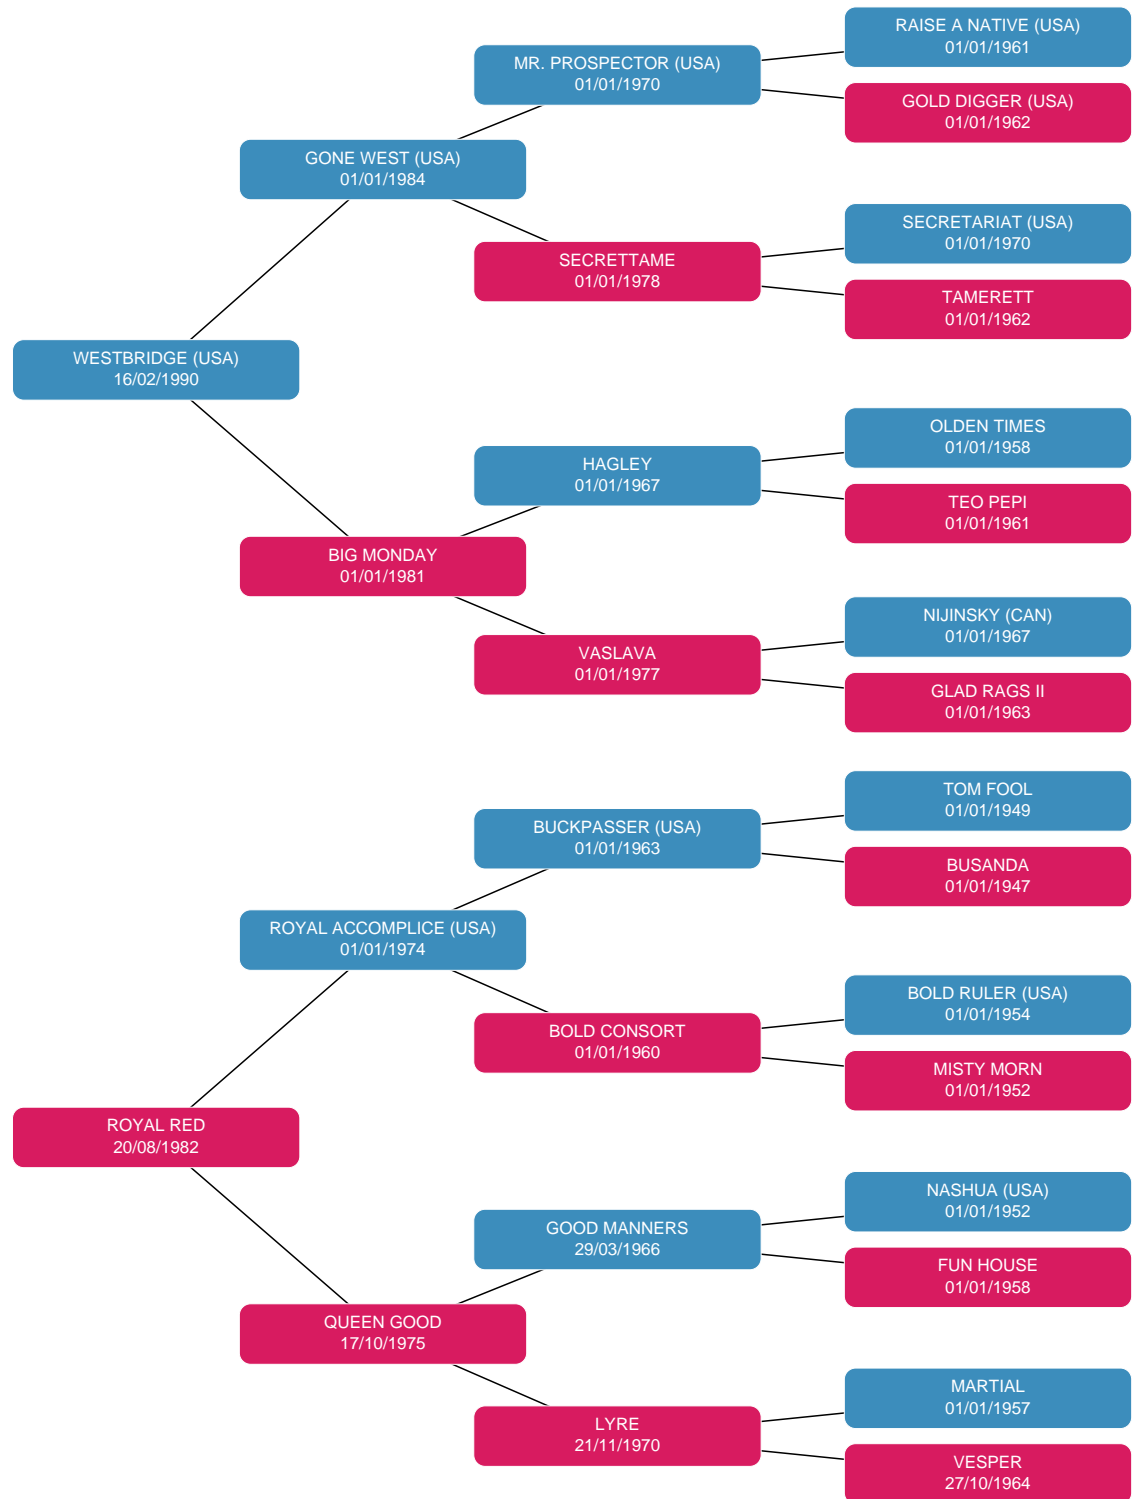 RAISE A NATIVE (USA)
01/01/1961
MR. PROSPECTOR (USA)
01/01/1970
GOLD DIGGER (USA)
01/01/1962
GONE WEST (USA)
01/01/1984
SECRETARIAT (USA)
01/01/1970
SECRETTAME
01/01/1978
TAMERETT
01/01/1962
WESTBRIDGE (USA)
16/02/1990
OLDEN TIMES
01/01/1958
HAGLEY
01/01/1967
TEO PEPI
01/01/1961
BIG MONDAY
01/01/1981
NIJINSKY (CAN)
01/01/1967
VASLAVA
01/01/1977
GLAD RAGS II
01/01/1963
TOM FOOL
01/01/1949
BUCKPASSER (USA)
01/01/1963
BUSANDA
01/01/1947
ROYAL ACCOMPLICE (USA)
01/01/1974
BOLD RULER (USA)
01/01/1954
BOLD CONSORT
01/01/1960
MISTY MORN
01/01/1952
ROYAL RED
20/08/1982
NASHUA (USA)
01/01/1952
GOOD MANNERS
29/03/1966
FUN HOUSE
01/01/1958
QUEEN GOOD
17/10/1975
MARTIAL
01/01/1957
LYRE
21/11/1970
VESPER
27/10/1964